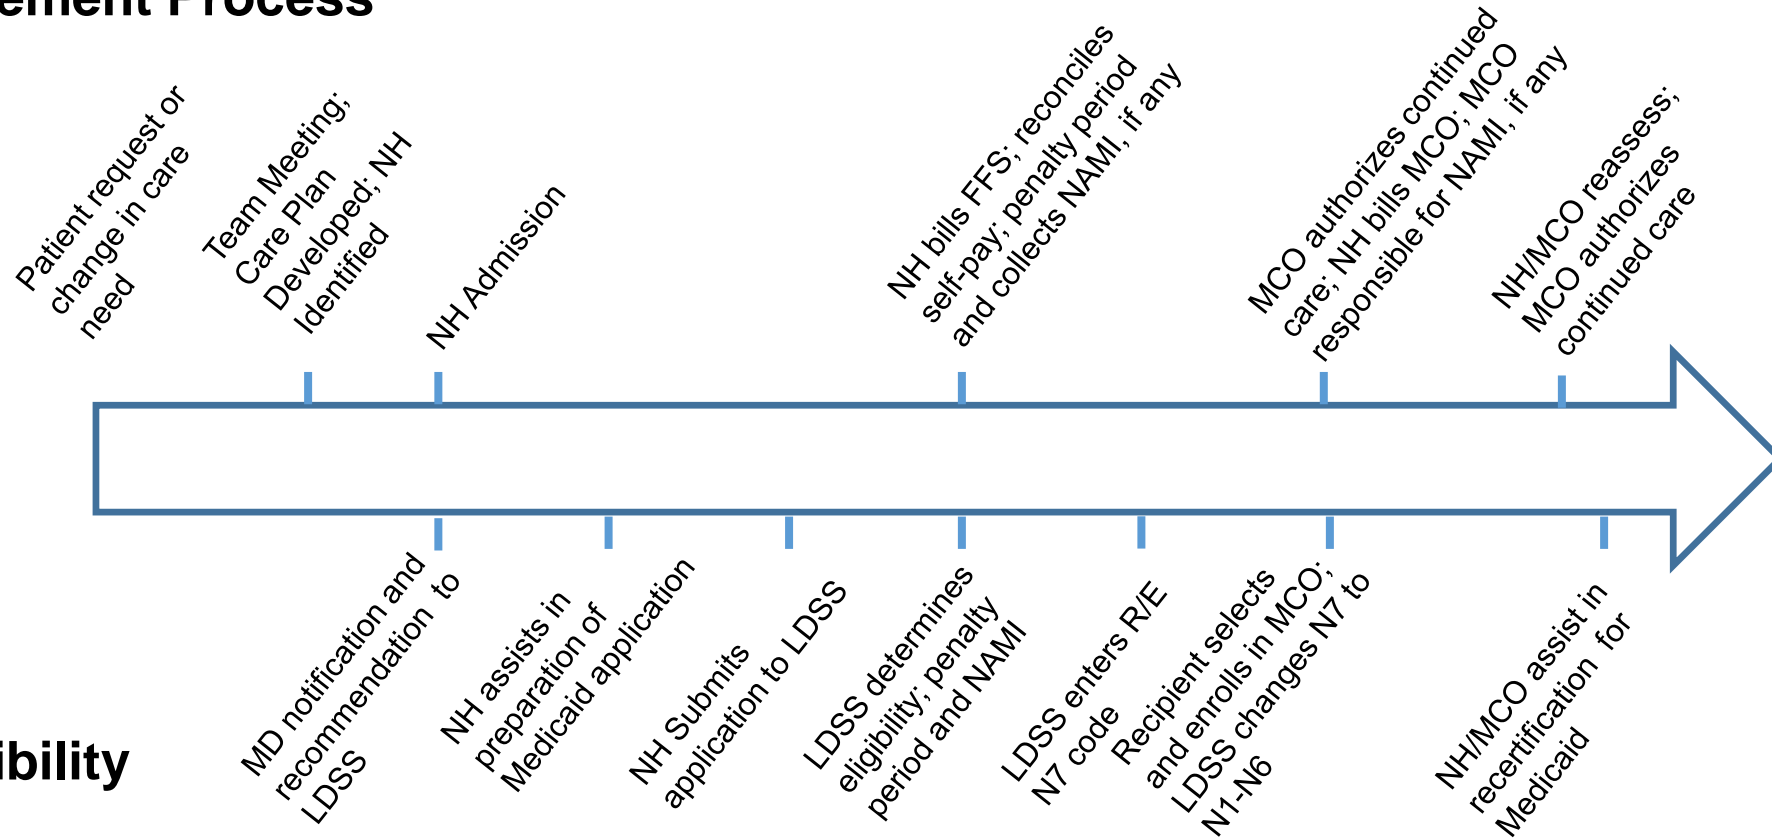 ement Process
Patient request or
change in care
need
Team Meeting;
Care Plan
Developed; NH
Identified
NH Admission
NH bills FFS; reconciles
self-pay; penalty period
and collects NAMI, if any
MCO authorizes continued
care; NH bills MCO; MCO
responsible for NAMI, if any
NH/MCO reassess;
MCO authorizes
continued care
MD notification and
recommendation to
LDSS
NH assists in
preparation of
Medicaid application
NH Submits
application to LDSS
LDSS determines
eligibility; penalty
period and NAMI
LDSS enters R/E
N7 code
Recipient selects
and enrolls in MCO;
LDSS changes N7 to
N1-N6
NH/MCO assist in
recertification for
Medicaid
ibility